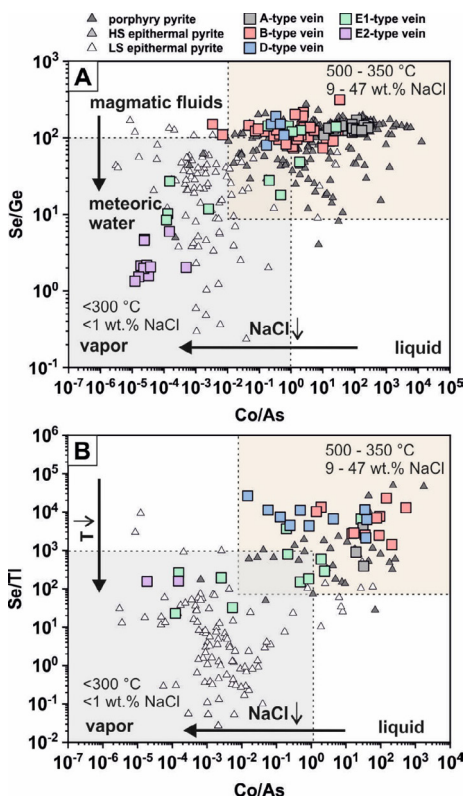 porphyry pyrite
HS epithermal pyrite
LS epithermal pyrite
A-type vein
B-type vein
D-type vein
E1-type vein
E2-type vein
A
10³
10²
10¹
10⁰
10⁻¹
Se/Ge
magmatic fluids
meteoric
water
500 - 350 °C
9 - 47 wt.% NaCl
<300 °C
<1 wt.% NaCl
vapor
NaCl↓
liquid
10⁻⁷ 10⁻⁶ 10⁻⁵ 10⁻⁴ 10⁻³ 10⁻² 10⁻¹ 10⁰ 10¹ 10² 10³ 10⁴ 10⁵
Co/As
B
10⁶
10⁵
10⁴
10³
10²
10¹
10⁰
10⁻¹
10⁻²
Se/Tl
T↓
500 - 350 °C
9 - 47 wt.% NaCl
<300 °C
<1 wt.% NaCl
vapor
NaCl↓
liquid
10⁻⁷ 10⁻⁶ 10⁻⁵ 10⁻⁴ 10⁻³ 10⁻² 10⁻¹ 10⁰ 10¹ 10² 10³ 10⁴
Co/As